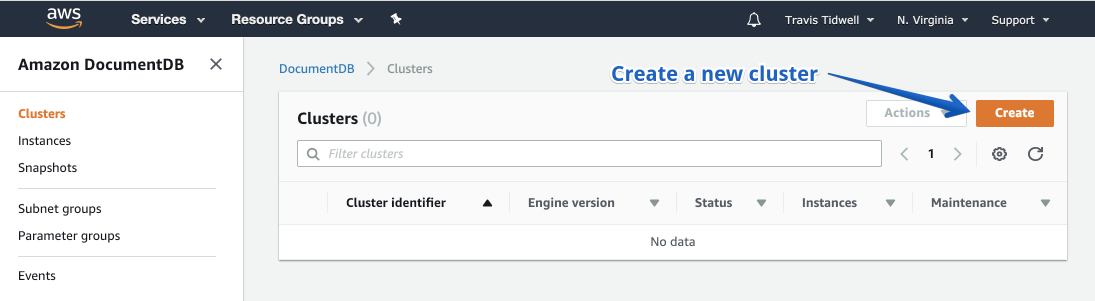 aws Services Resource Groups Travis Tidwell N. Virginia Support
Amazon DocumentDB
Clusters
Instances
Snapshots
Subnet groups
Parameter groups
Events
DocumentDB Clusters
Create a new cluster
Clusters (0) Actions Create
Filter clusters 1
Cluster identifier Engine version Status Instances Maintenance
No data